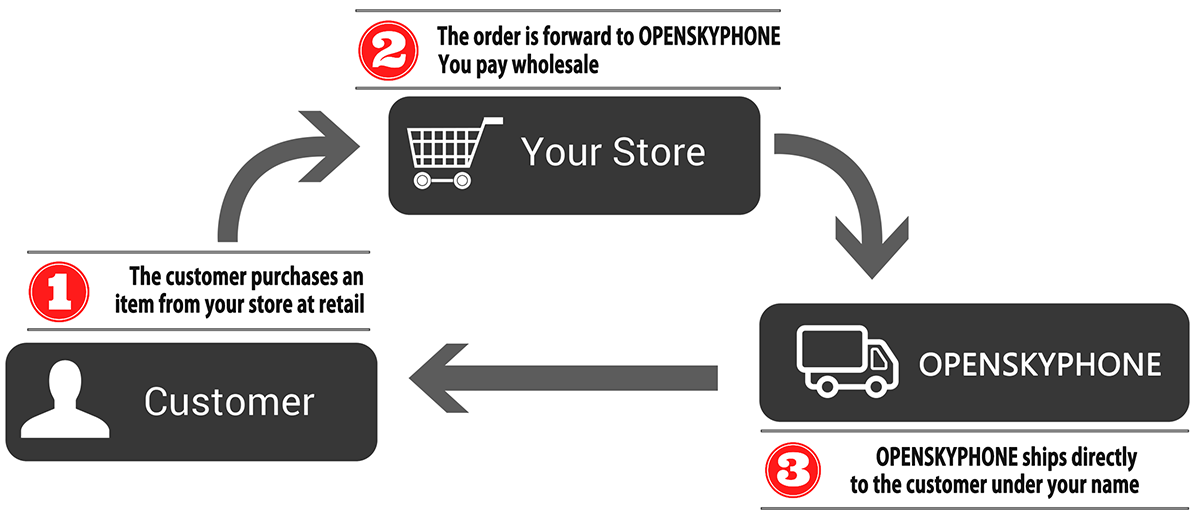 2
The order is forward to OPENSKYPHONE
You pay wholesale
Your Store
1
The customer purchases an
item from your store at retail
Customer
OPENSKYPHONE
3
OPENSKYPHONE ships directly
to the customer under your name